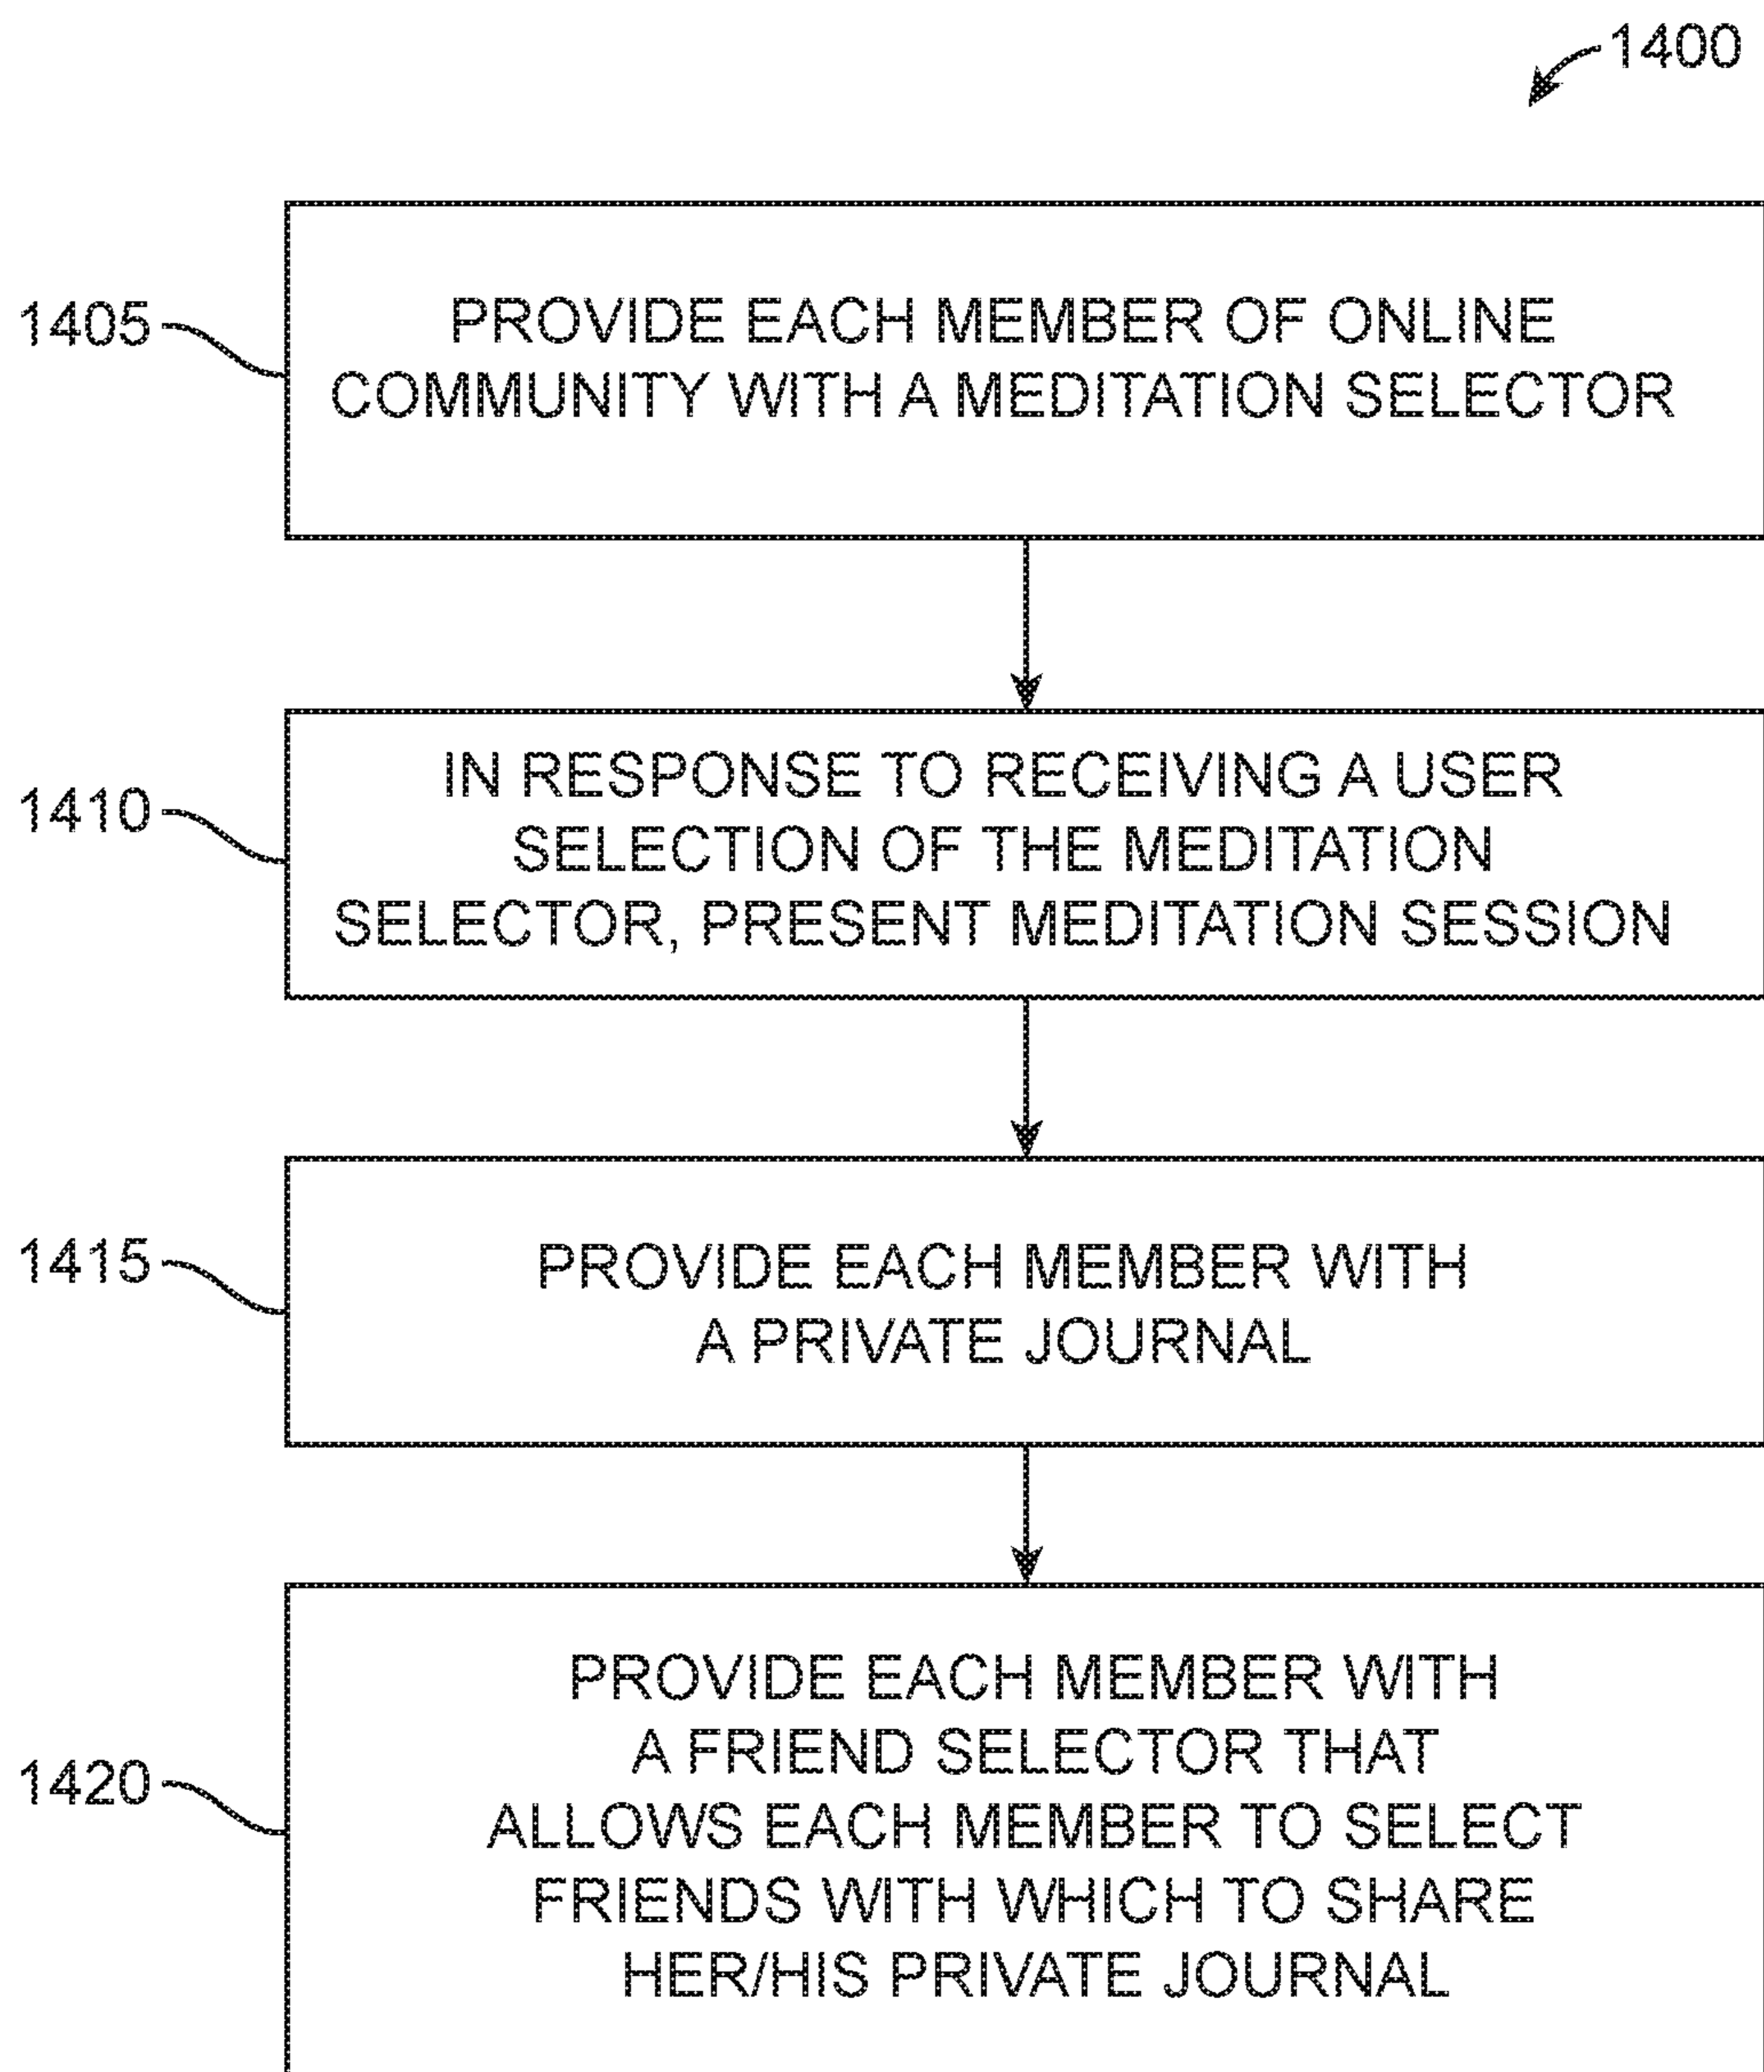 1400
1405
PROVIDE EACH MEMBER OF ONLINE
COMMUNITY WITH A MEDITATION SELECTOR
1410
IN RESPONSE TO RECEIVING A USER
SELECTION OF THE MEDITATION
SELECTOR, PRESENT MEDITATION SESSION
1415
PROVIDE EACH MEMBER WITH
A PRIVATE JOURNAL
1420
PROVIDE EACH MEMBER WITH
A FRIEND SELECTOR THAT
ALLOWS EACH MEMBER TO SELECT
FRIENDS WITH WHICH TO SHARE
HER/HIS PRIVATE JOURNAL